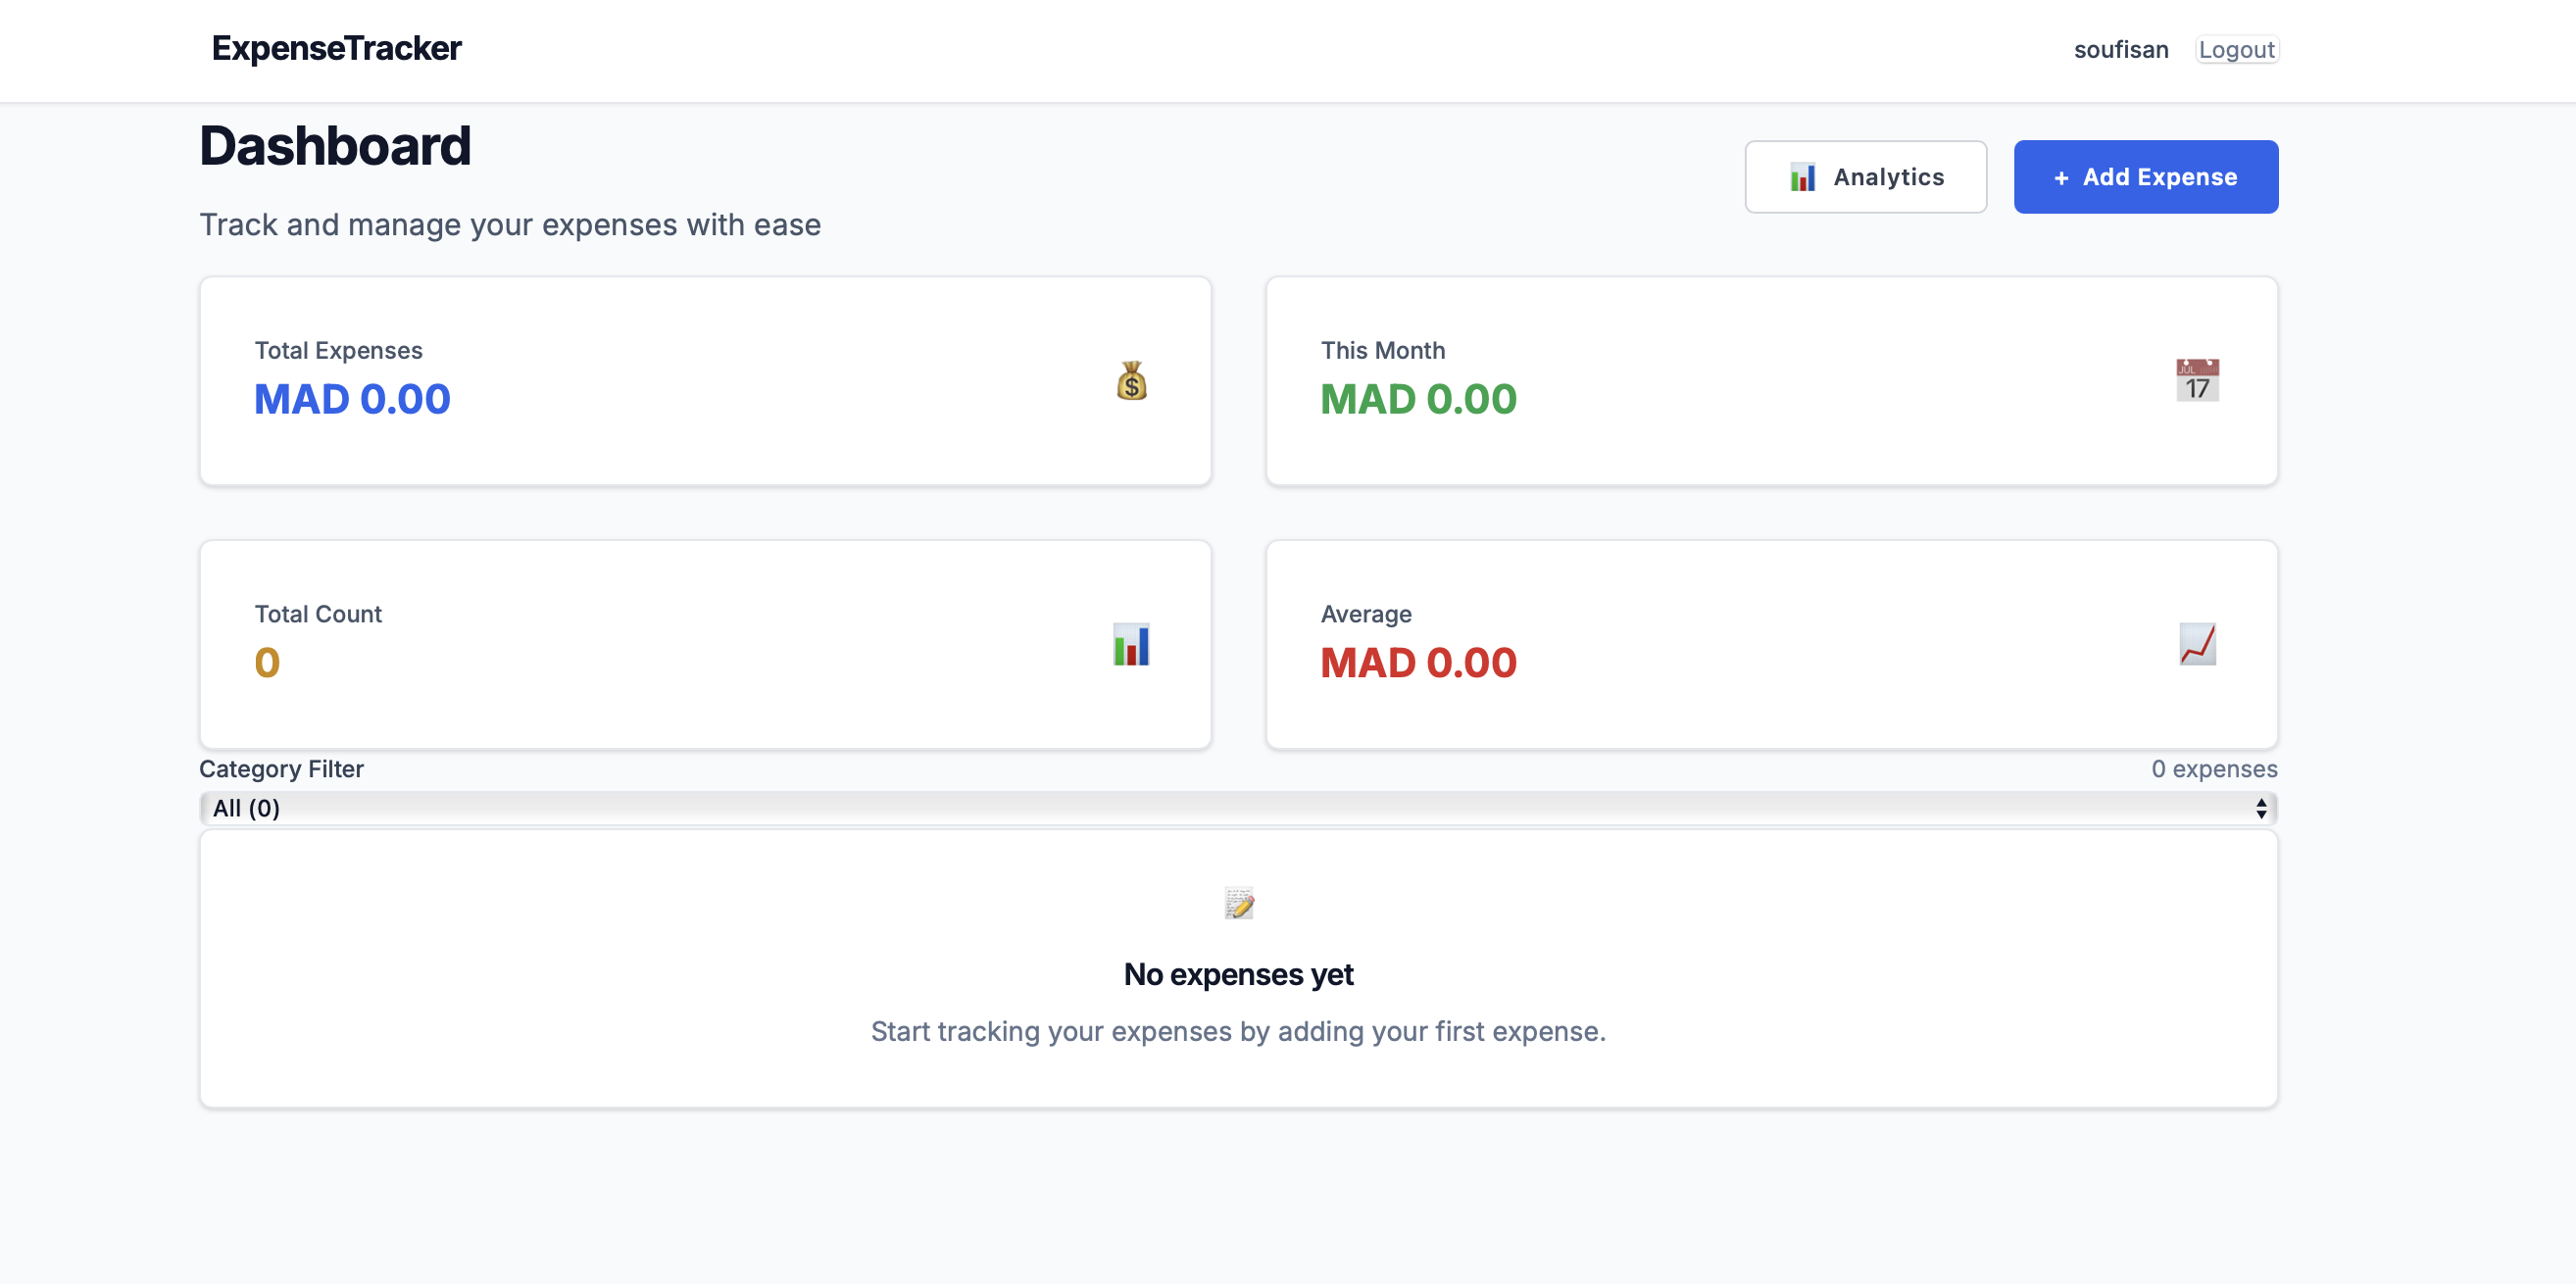 ExpenseTracker
soufisan Logout
Dashboard
Analytics
+ Add Expense
Track and manage your expenses with ease
Total Expenses
MAD 0.00
This Month
MAD 0.00
JUL
17
Total Count
0
Average
MAD 0.00
Category Filter
0 expenses
All (0)
No expenses yet
Start tracking your expenses by adding your first expense.